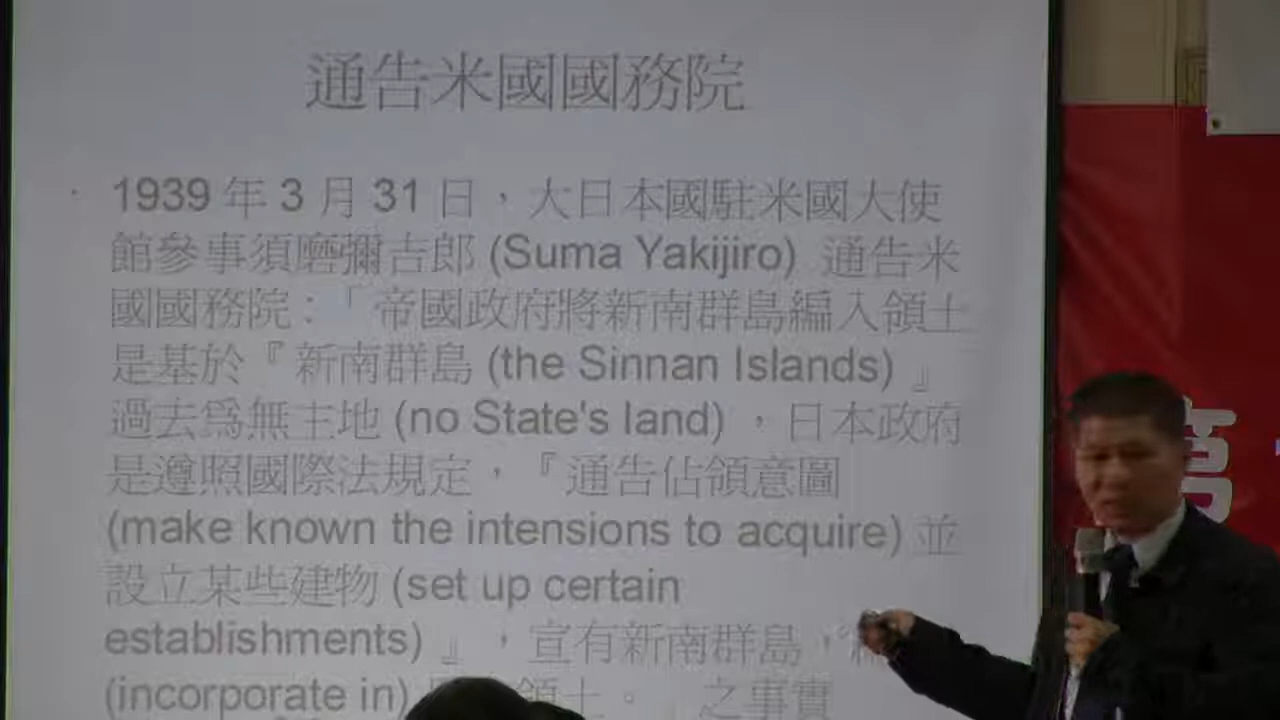 通告米國國務院
1939 年 3 月 31 日，大日本國駐米國大使
館參事須磨彌吉郎 (Suma Yakijiro) 通告米
國國務院：「帝國政府將新南群島編入領土
是基於『新南群島 (the Sinnan Islands) 』
過去為無主地 (no State's land) ，日本政府
是遵照國際法規定，『通告佔領意圖
(make known the intensions to acquire) 並
設立某些建物 (set up certain
establishments) 』，宣有新南群島，
(incorporate in) 領土。」之事實